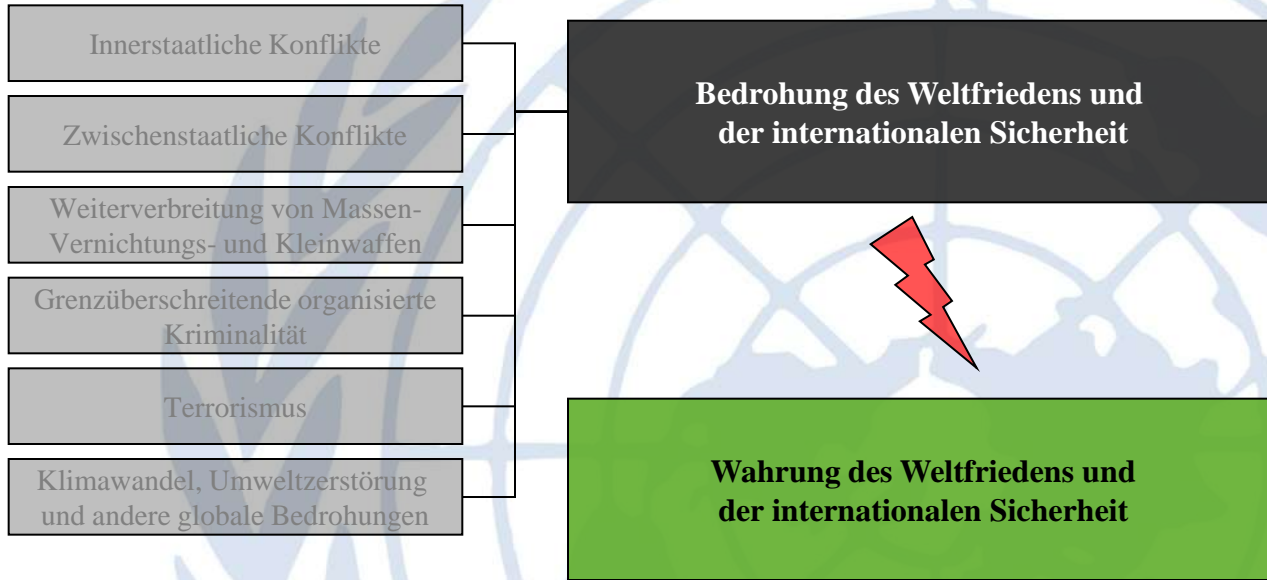 Innerstaatliche Konflikte
Zwischenstaatliche Konflikte
Weiterverbreitung von Massen-
Vernichtungs- und Kleinwaffen
Grenzüberschreitende organisierte
Kriminalität
Terrorismus
Klimawandel, Umweltzerstörung
und andere globale Bedrohungen
Bedrohung des Weltfriedens und
der internationalen Sicherheit
Wahrung des Weltfriedens und
der internationalen Sicherheit